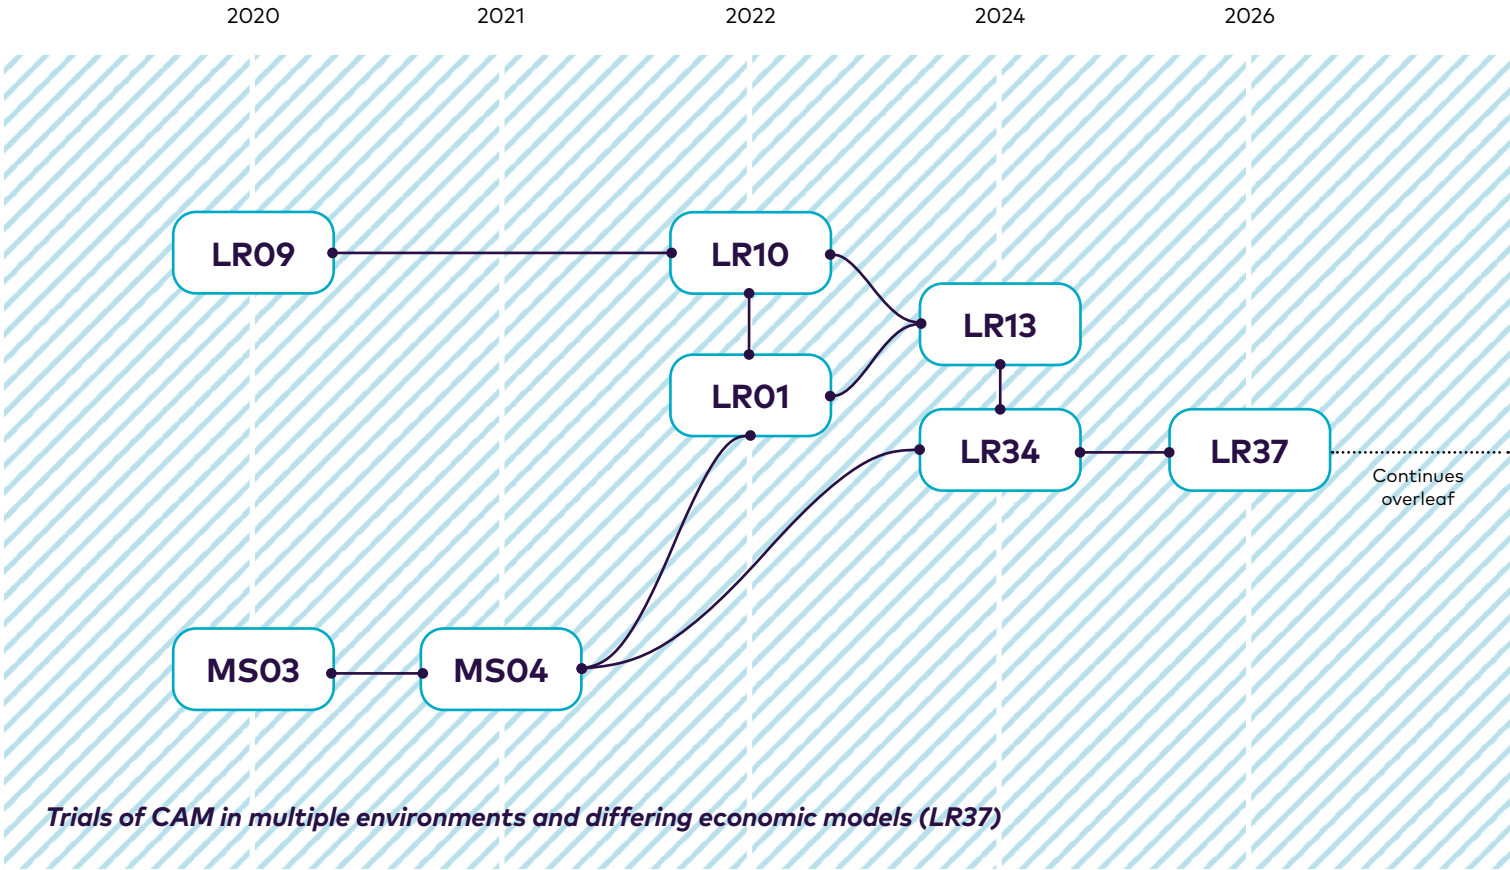 2020 2021 2022 2024 2026
LR09 LR10
LR13
LR01
LR34 LR37
Continues
overleaf
MS03 MS04
Trials of CAM in multiple environments and differing economic models (LR37)